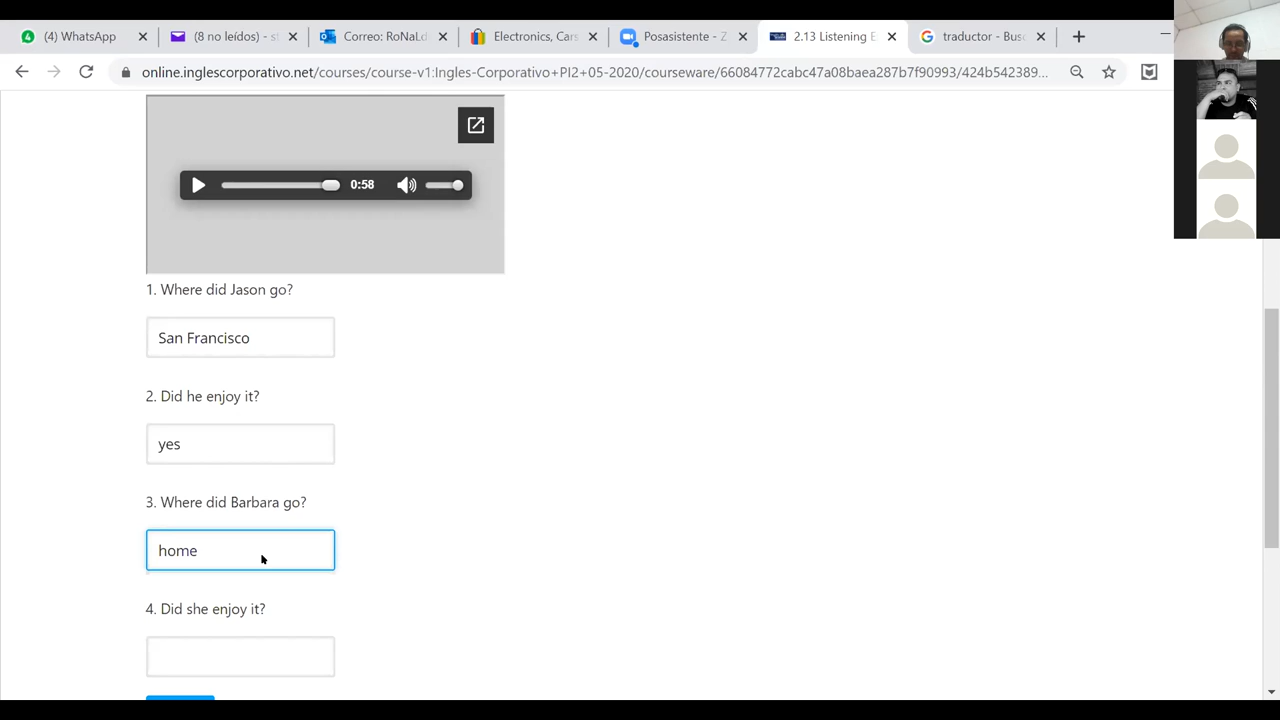 (4) WhatsApp
(8 no leídos) - s
Correo: RoNaLd
Electronics, Cars
Posasistente - Z
2.13 Listening E
traductor - Bus
online.inglescorporativo.net/courses/course-v1:Ingles-Corporativo+PI2+05-2020/courseware/66084772cabc47a08baea287b7f90993/424b542389...
0:58
1. Where did Jason go?
San Francisco
2. Did he enjoy it?
yes
3. Where did Barbara go?
home
4. Did she enjoy it?